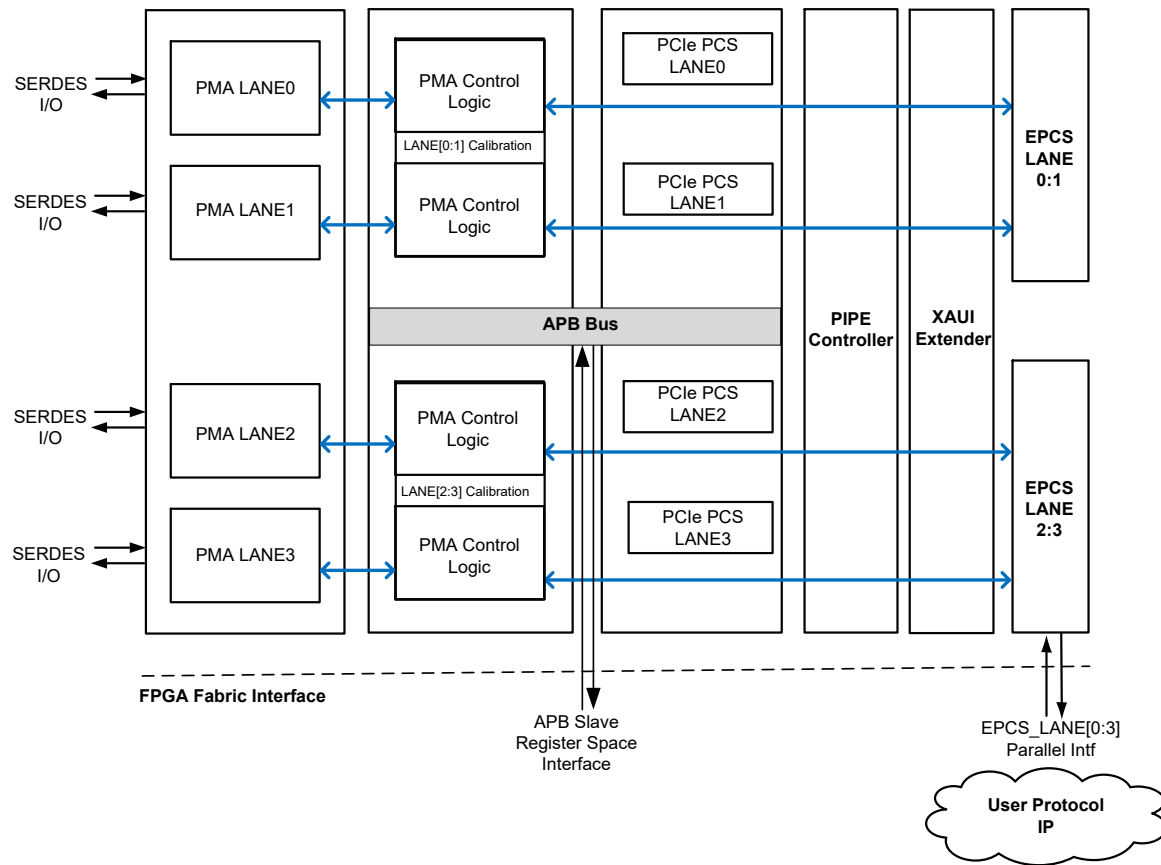 SERDES
I/O
PMA LANE0
PMA Control
Logic
PCIe PCS
LANE0
LANE[0:1] Calibration
EPCS
LANE
0:1
SERDES
I/O
PMA LANE1
PMA Control
Logic
PCIe PCS
LANE1
APB Bus
PIPE
Controller
XAUI
Extender
SERDES
I/O
PMA LANE2
PMA Control
Logic
PCIe PCS
LANE2
LANE[2:3] Calibration
EPCS
LANE
2:3
SERDES
I/O
PMA LANE3
PMA Control
Logic
PCIe PCS
LANE3
FPGA Fabric Interface
APB Slave
Register Space
Interface
EPCS_LANE[0:3]
Parallel Intf
User Protocol
IP